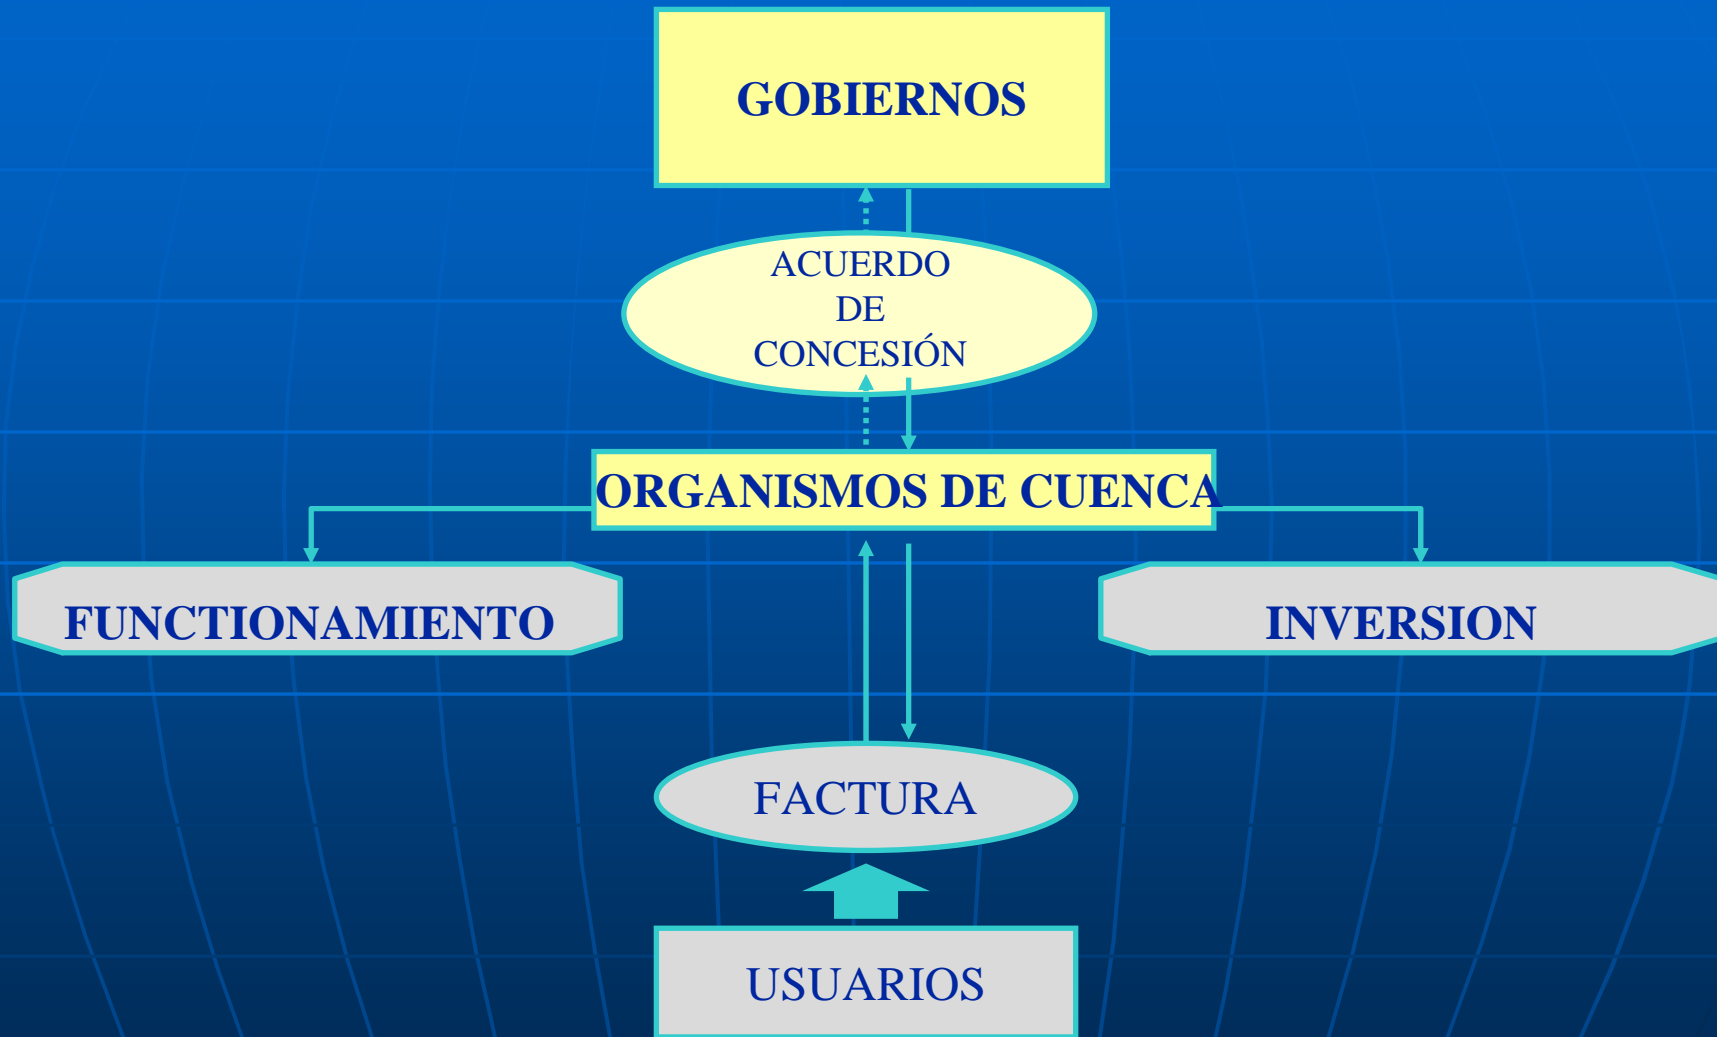 GOBIERNOS
ACUERDO
DE
CONCESIÓN
ORGANISMOS DE CUENCA
FUNCTIONAMIENTO
INVERSION
FACTURA
USUARIOS